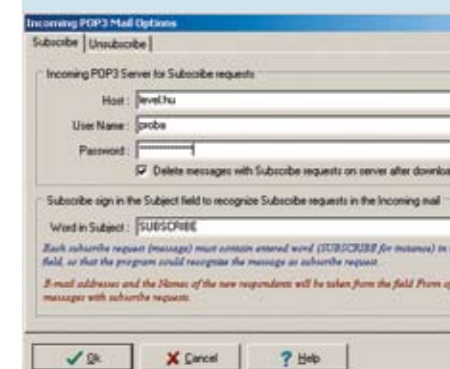 Incoming POP3 Mail Options
Subscribe Unsubscribe
Incoming POP3 Server for Subscribe requests
Host: level.hu
User Name: proba
Password: ***************
Delete messages with Subscribe requests on server after downloa
Subscribe sign in the Subject field to recognize Subscribe requests in the Incoming mail
Word in Subject: SUBSCRIBE
Each subscribe request (message) must contain entered word (SUBSCRIBE for instance) in
field, so that the program could recognize the message as subscribe request.
E-mail addresses and the Names of the new respondents will be taken from the field From of
messages with subscribe requests.
Ok Cancel ? Help